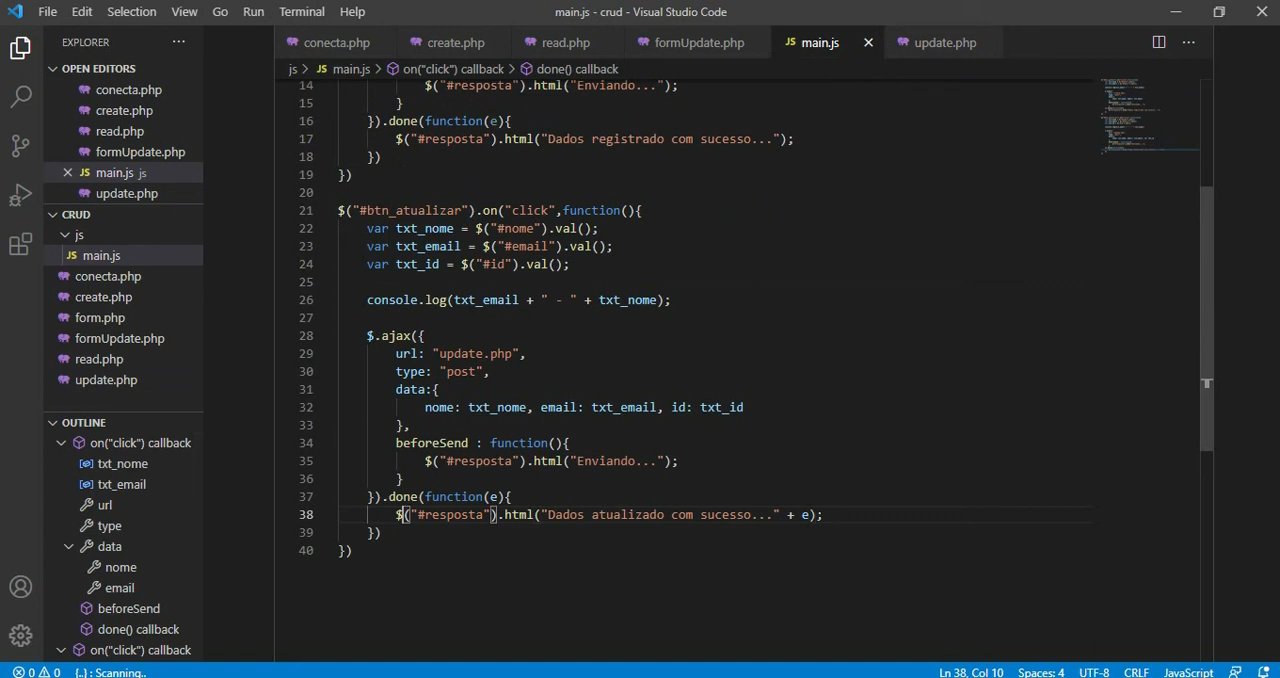 File Edit Selection View Go Run Terminal Help
main.js - crud - Visual Studio Code
EXPLORER
OPEN EDITORS
conecta.php
create.php
read.php
formUpdate.php
main.js js
update.php
CRUD
js
main.js
conecta.php
create.php
form.php
formUpdate.php
read.php
update.php
OUTLINE
on("click") callback
txt_nome
txt_email
url
type
data
nome
email
beforeSend
done() callback
on("click") callback
conecta.php create.php read.php formUpdate.php JS main.js update.php
js > JS main.js > on("click") callback > done() callback
14 $("#resposta").html("Enviando...");
15 }
16 }).done(function(e){
17 $("#resposta").html("Dados registrado com sucesso...");
18 })
19 })
20
21 $("#btn_atualizar").on("click",function(){
22 var txt_nome = $("#nome").val();
23 var txt_email = $("#email").val();
24 var txt_id = $("#id").val();
25
26 console.log(txt_email + " - " + txt_nome);
27
28 $.ajax({
29 url: "update.php",
30 type: "post",
31 data:{
32 nome: txt_nome, email: txt_email, id: txt_id
33 },
34 beforeSend : function(){
35 $("#resposta").html("Enviando...");
36 }
37 }).done(function(e){
38 $("#resposta").html("Dados atualizado com sucesso..." + e);
39 })
40 })
0 0 {..} : Scanning.. Ln 38, Col 10 Spaces: 4 UTF-8 CRLF JavaScript